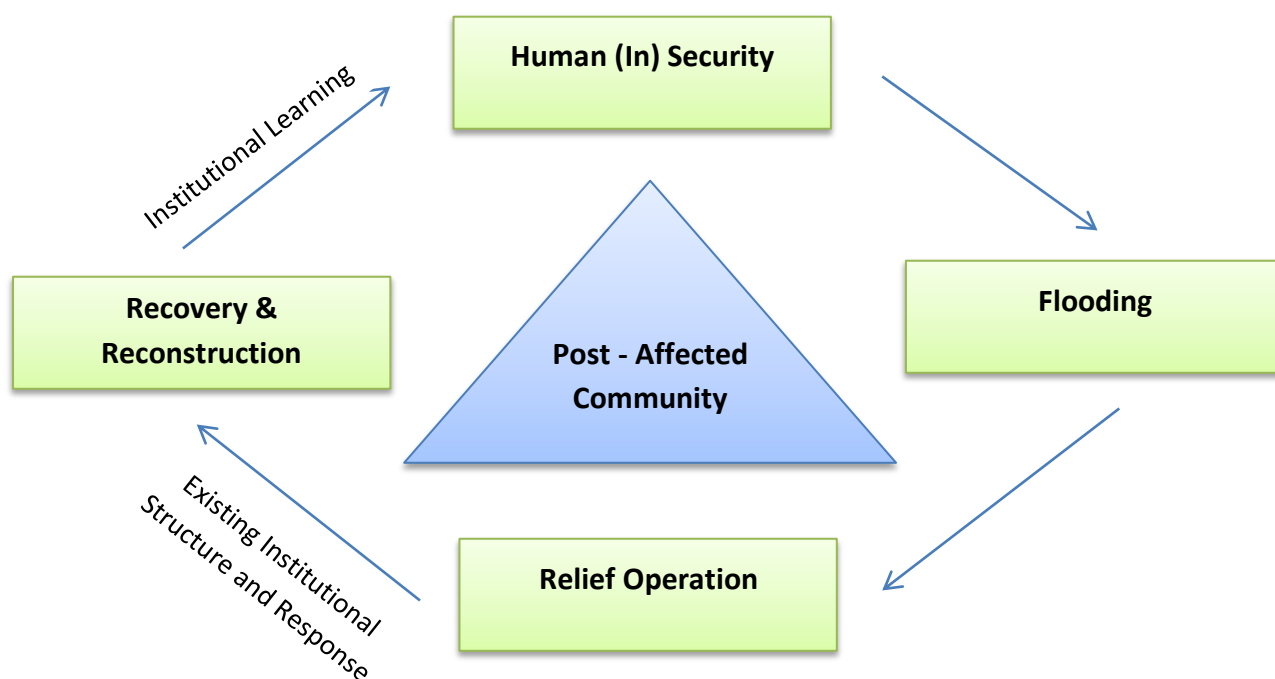 Human (In) Security
Institutional Learning
Recovery &
Reconstruction
Flooding
Post - Affected
Community
Existing Institutional
Structure and Response
Relief Operation